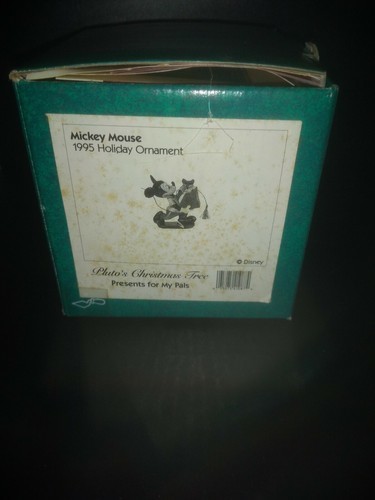 Mickey Mouse
1995 Holiday Ornament
© Disney
Pluto's Christmas Tree
Presents for My Pals